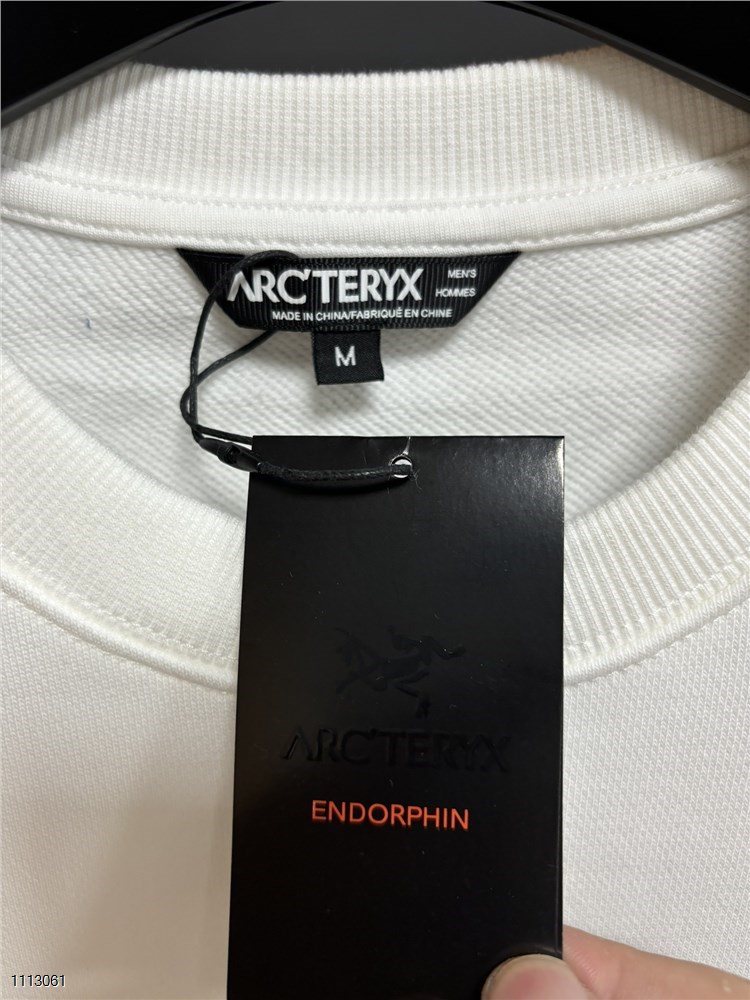 ARC'TERYX
MEN'S
HOMMES
MADE IN CHINA/FABRIQUÉ EN CHINE
M
ARC'TERYX
ENDORPHIN
1113061